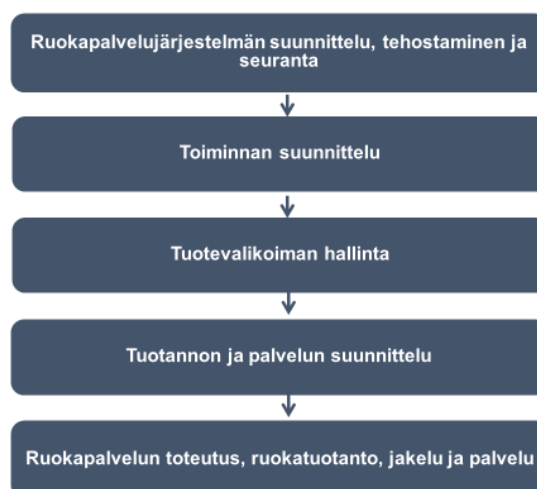 Ruokapalvelujärjestelmän suunnittelu, tehostaminen ja
seuranta
Toiminnan suunnittelu
Tuotevalikoiman hallinta
Tuotannon ja palvelun suunnittelu
Ruokapalvelun toteutus, ruokatuotanto, jakelu ja palvelu